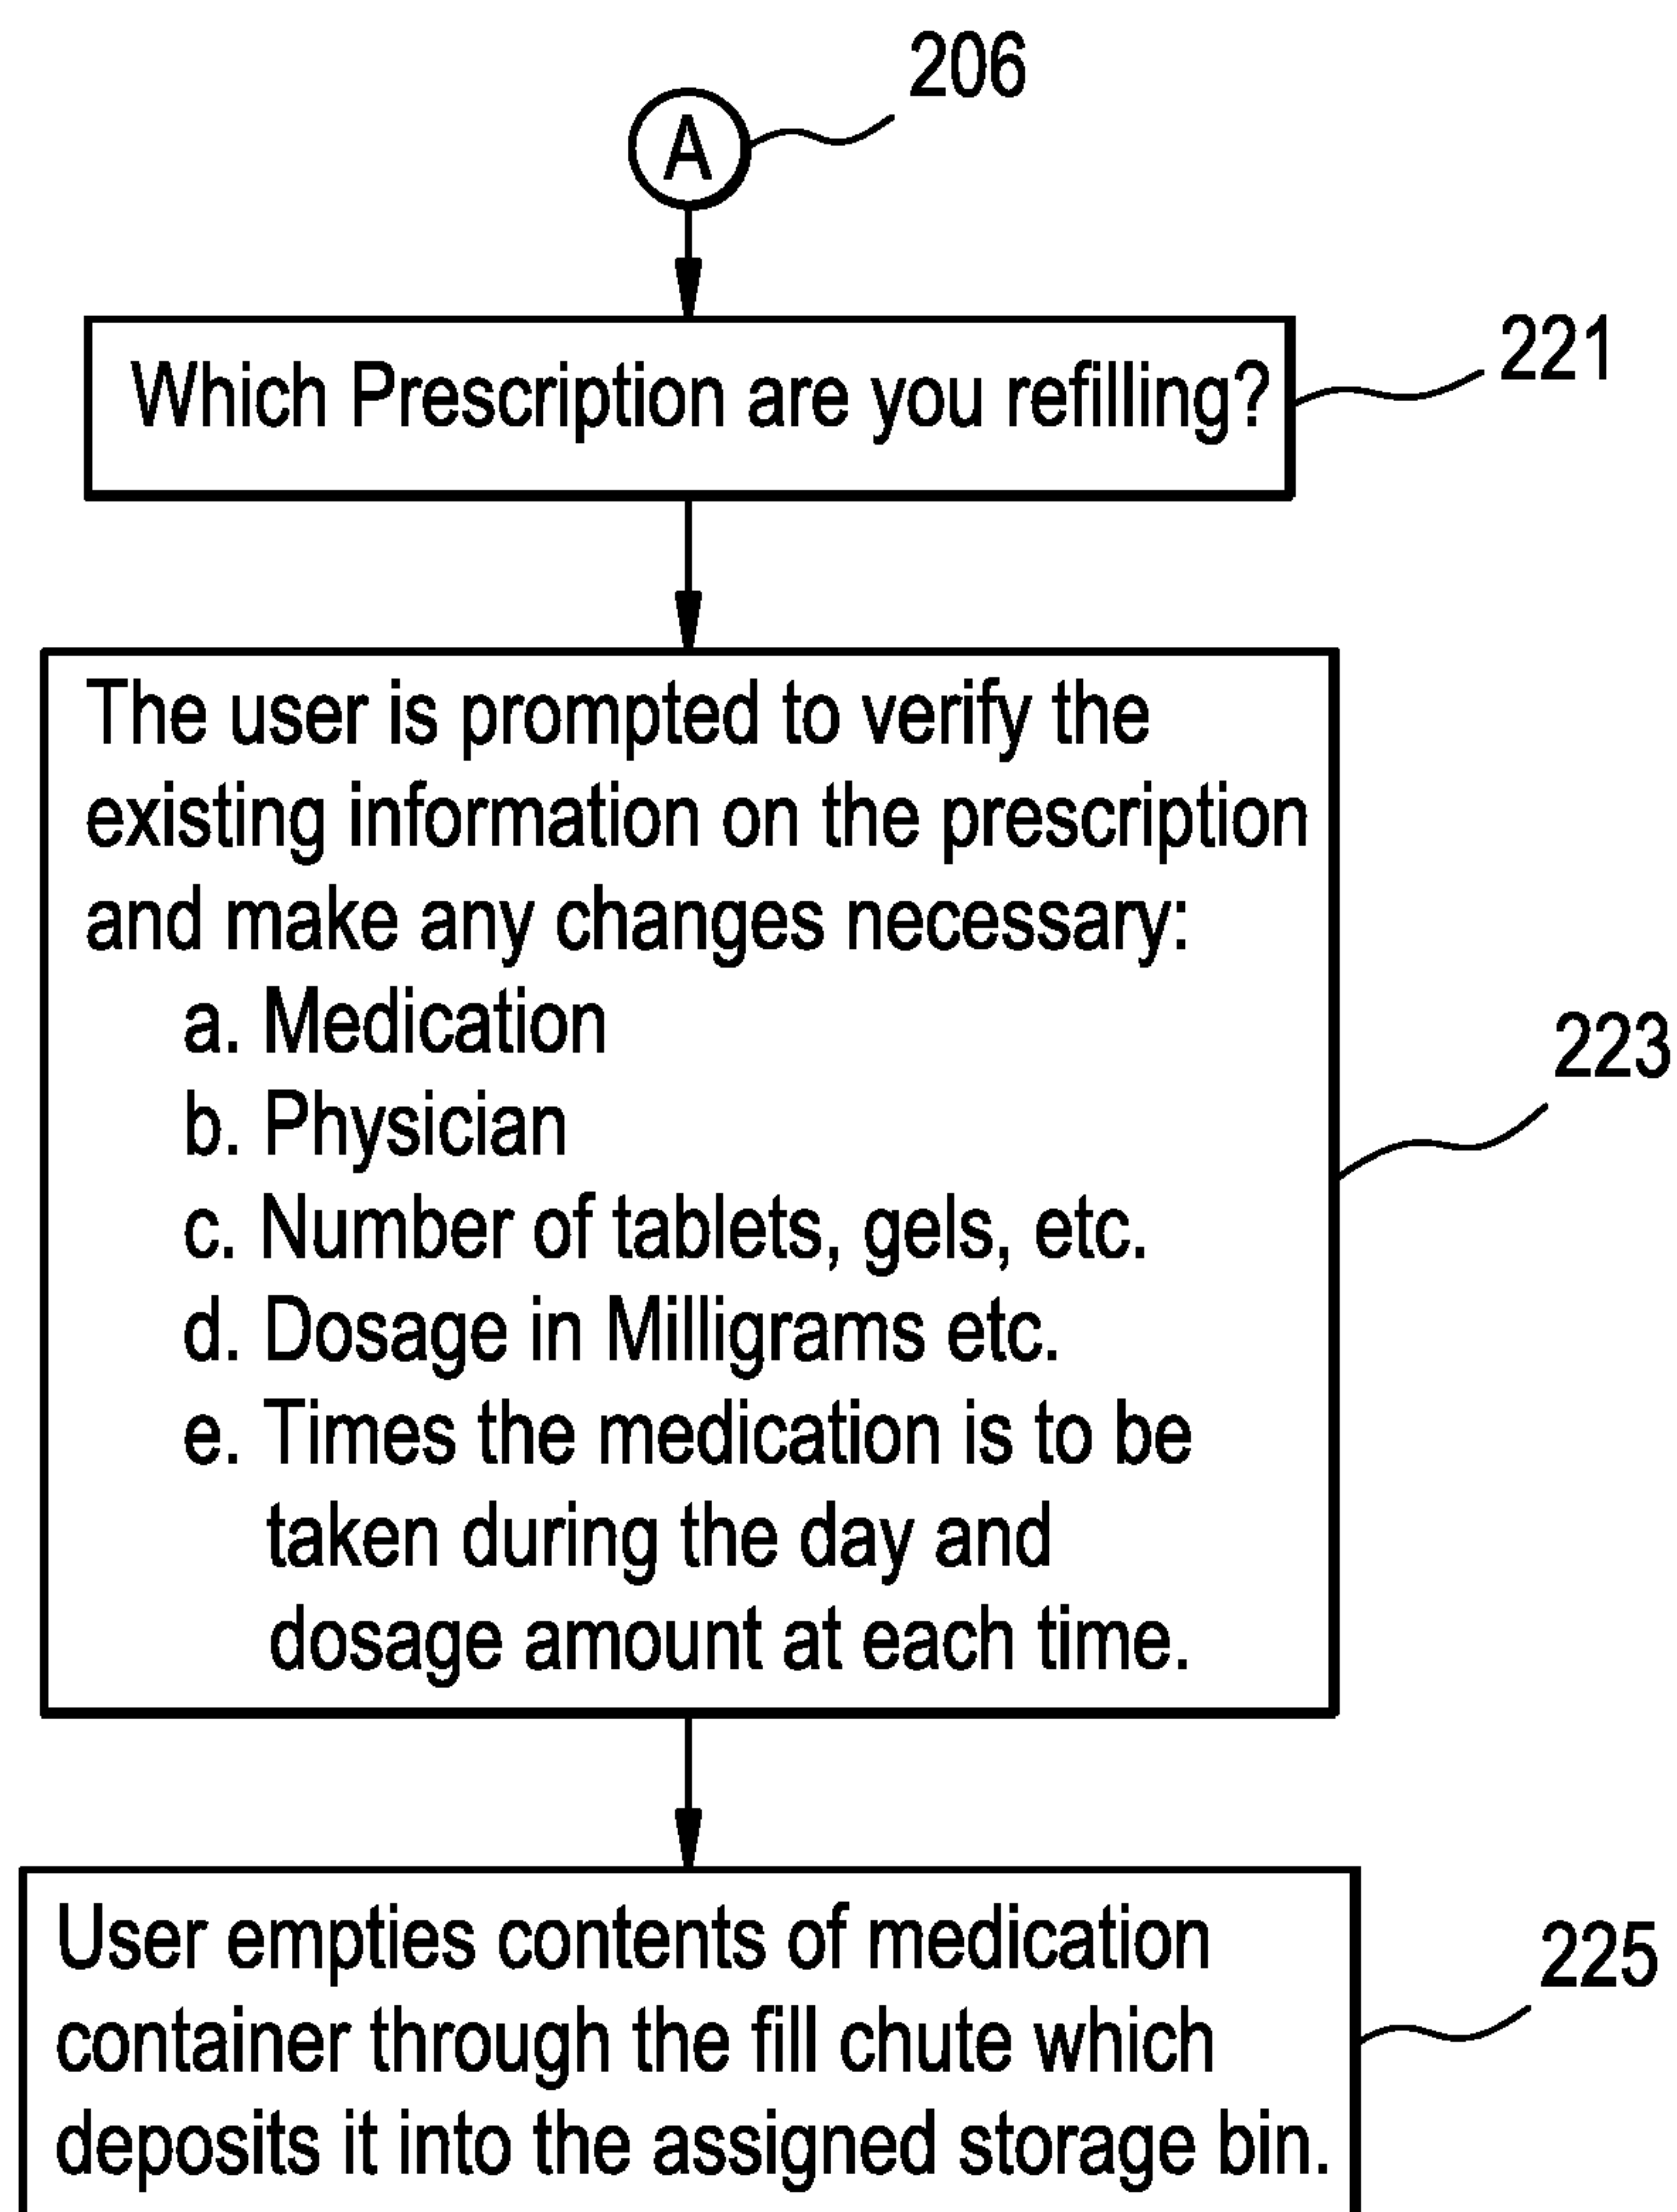 206
A
Which Prescription are you refilling?
221
The user is prompted to verify the
existing information on the prescription
and make any changes necessary:
a. Medication
b. Physician
c. Number of tablets, gels, etc.
d. Dosage in Milligrams etc.
e. Times the medication is to be
taken during the day and
dosage amount at each time.
223
User empties contents of medication
container through the fill chute which
deposits it into the assigned storage bin.
225